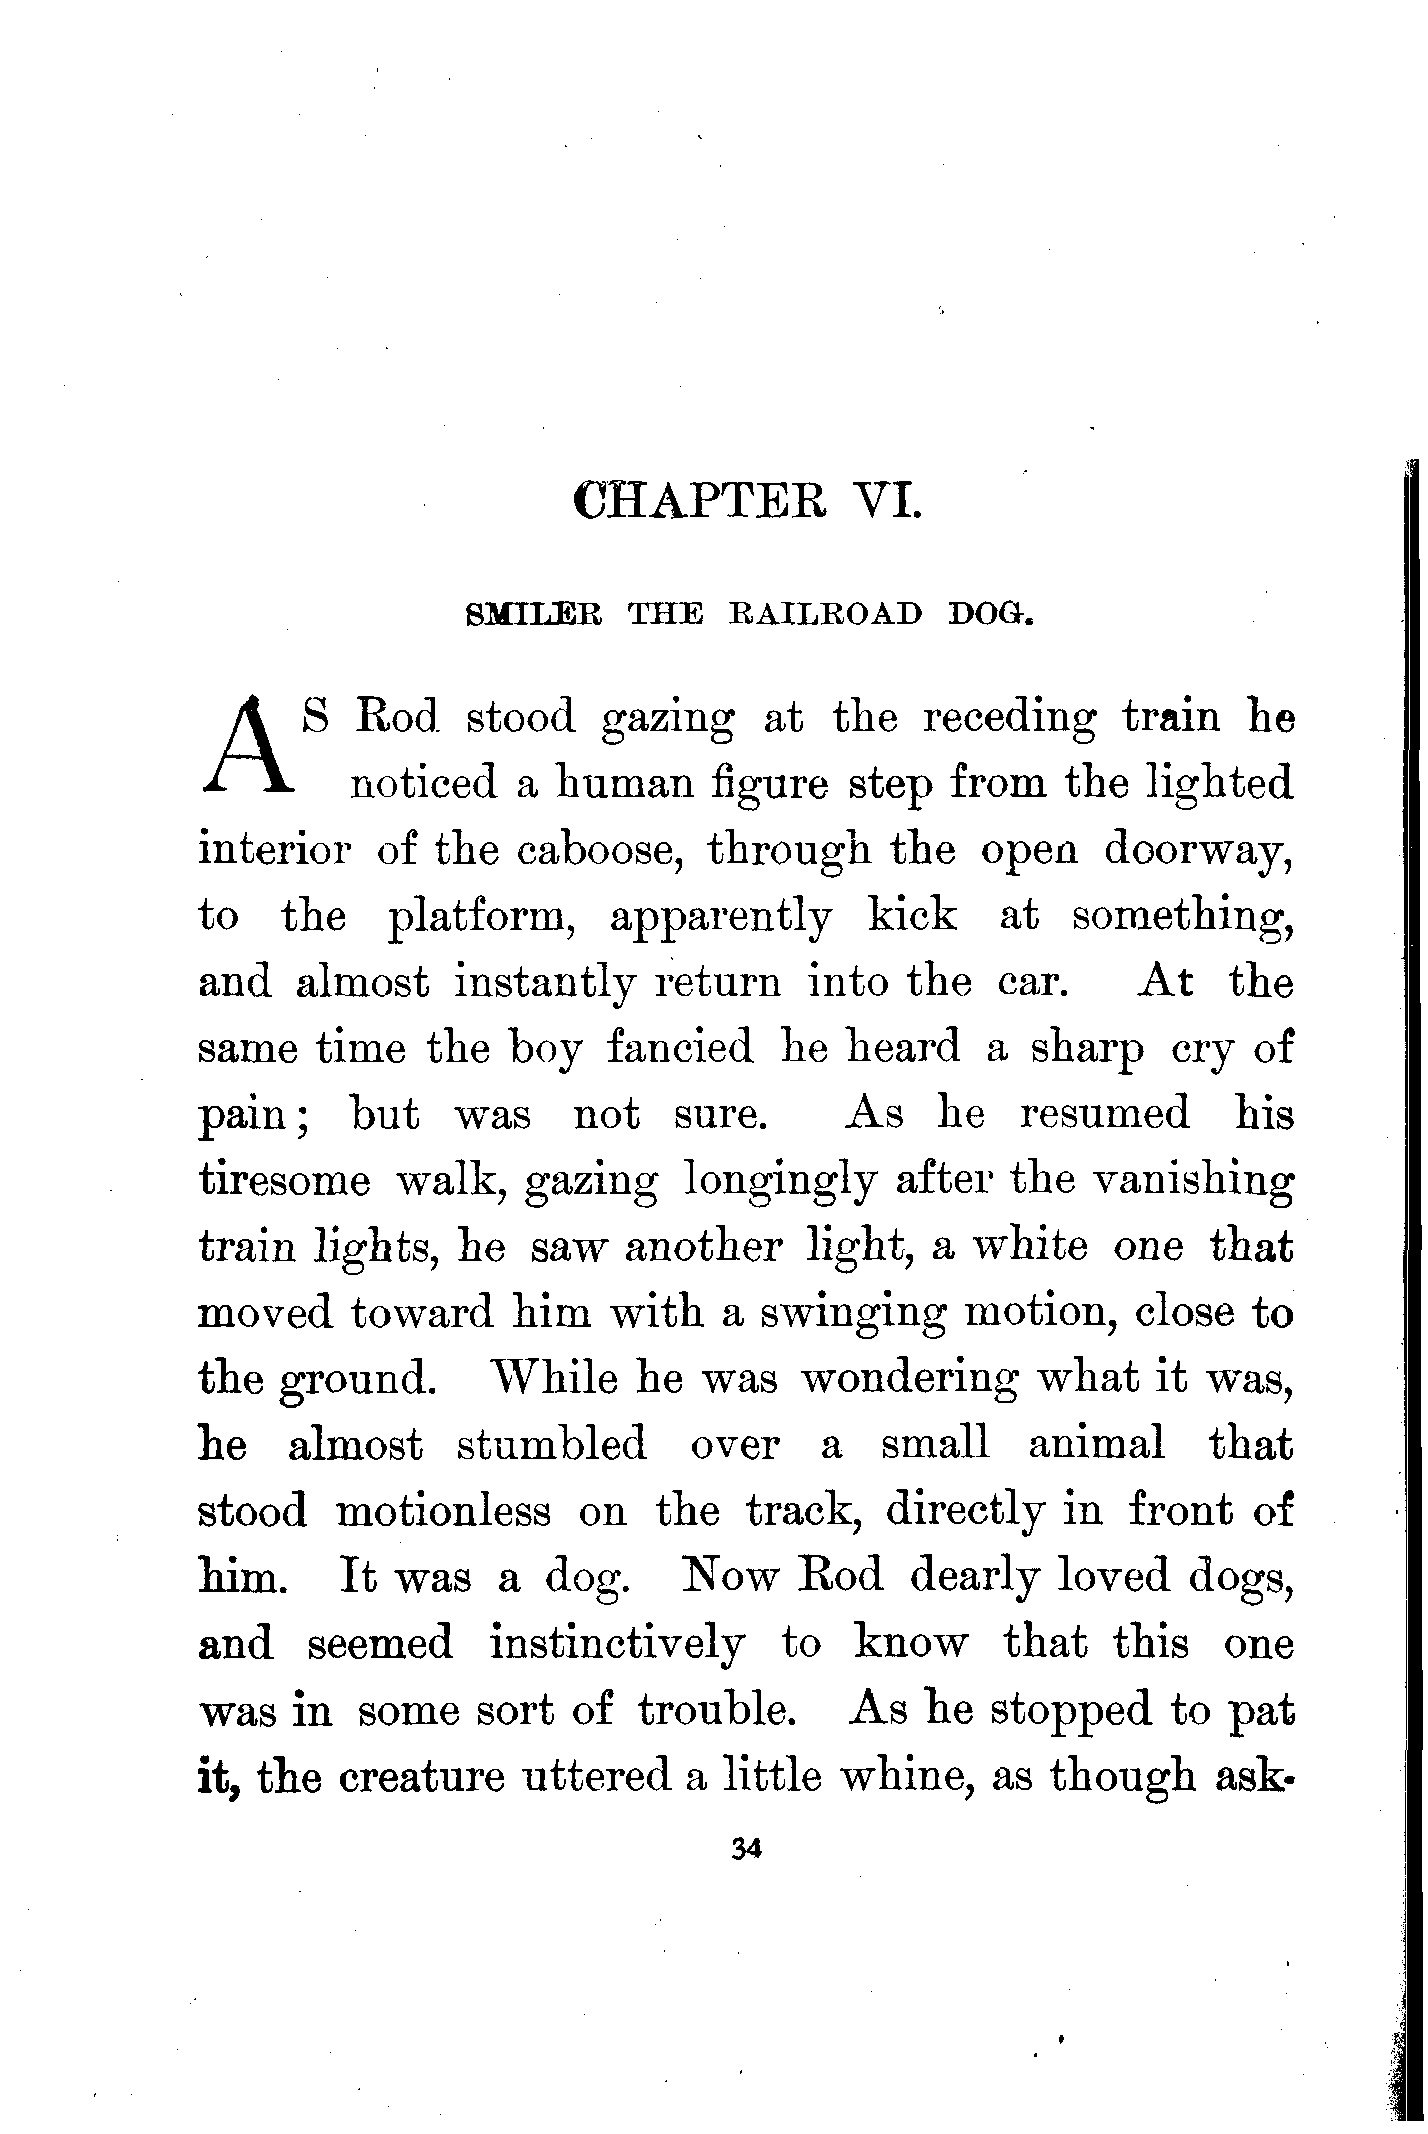 CHAPTER VI.
SMILER THE RAILROAD DOG.
AS Rod stood gazing at the receding train he
noticed a human figure step from the lighted
interior of the caboose, through the open doorway,
to the platform, apparently kick at something,
and almost instantly return into the car. At the
same time the boy fancied he heard a sharp cry of
pain; but was not sure. As he resumed his
tiresome walk, gazing longingly after the vanishing
train lights, he saw another light, a white one that
moved toward him with a swinging motion, close to
the ground. While he was wondering what it was,
he almost stumbled over a small animal that
stood motionless on the track, directly in front of
him. It was a dog. Now Rod dearly loved dogs,
and seemed instinctively to know that this one
was in some sort of trouble. As he stopped to pat
it, the creature uttered a little whine, as though ask-
34